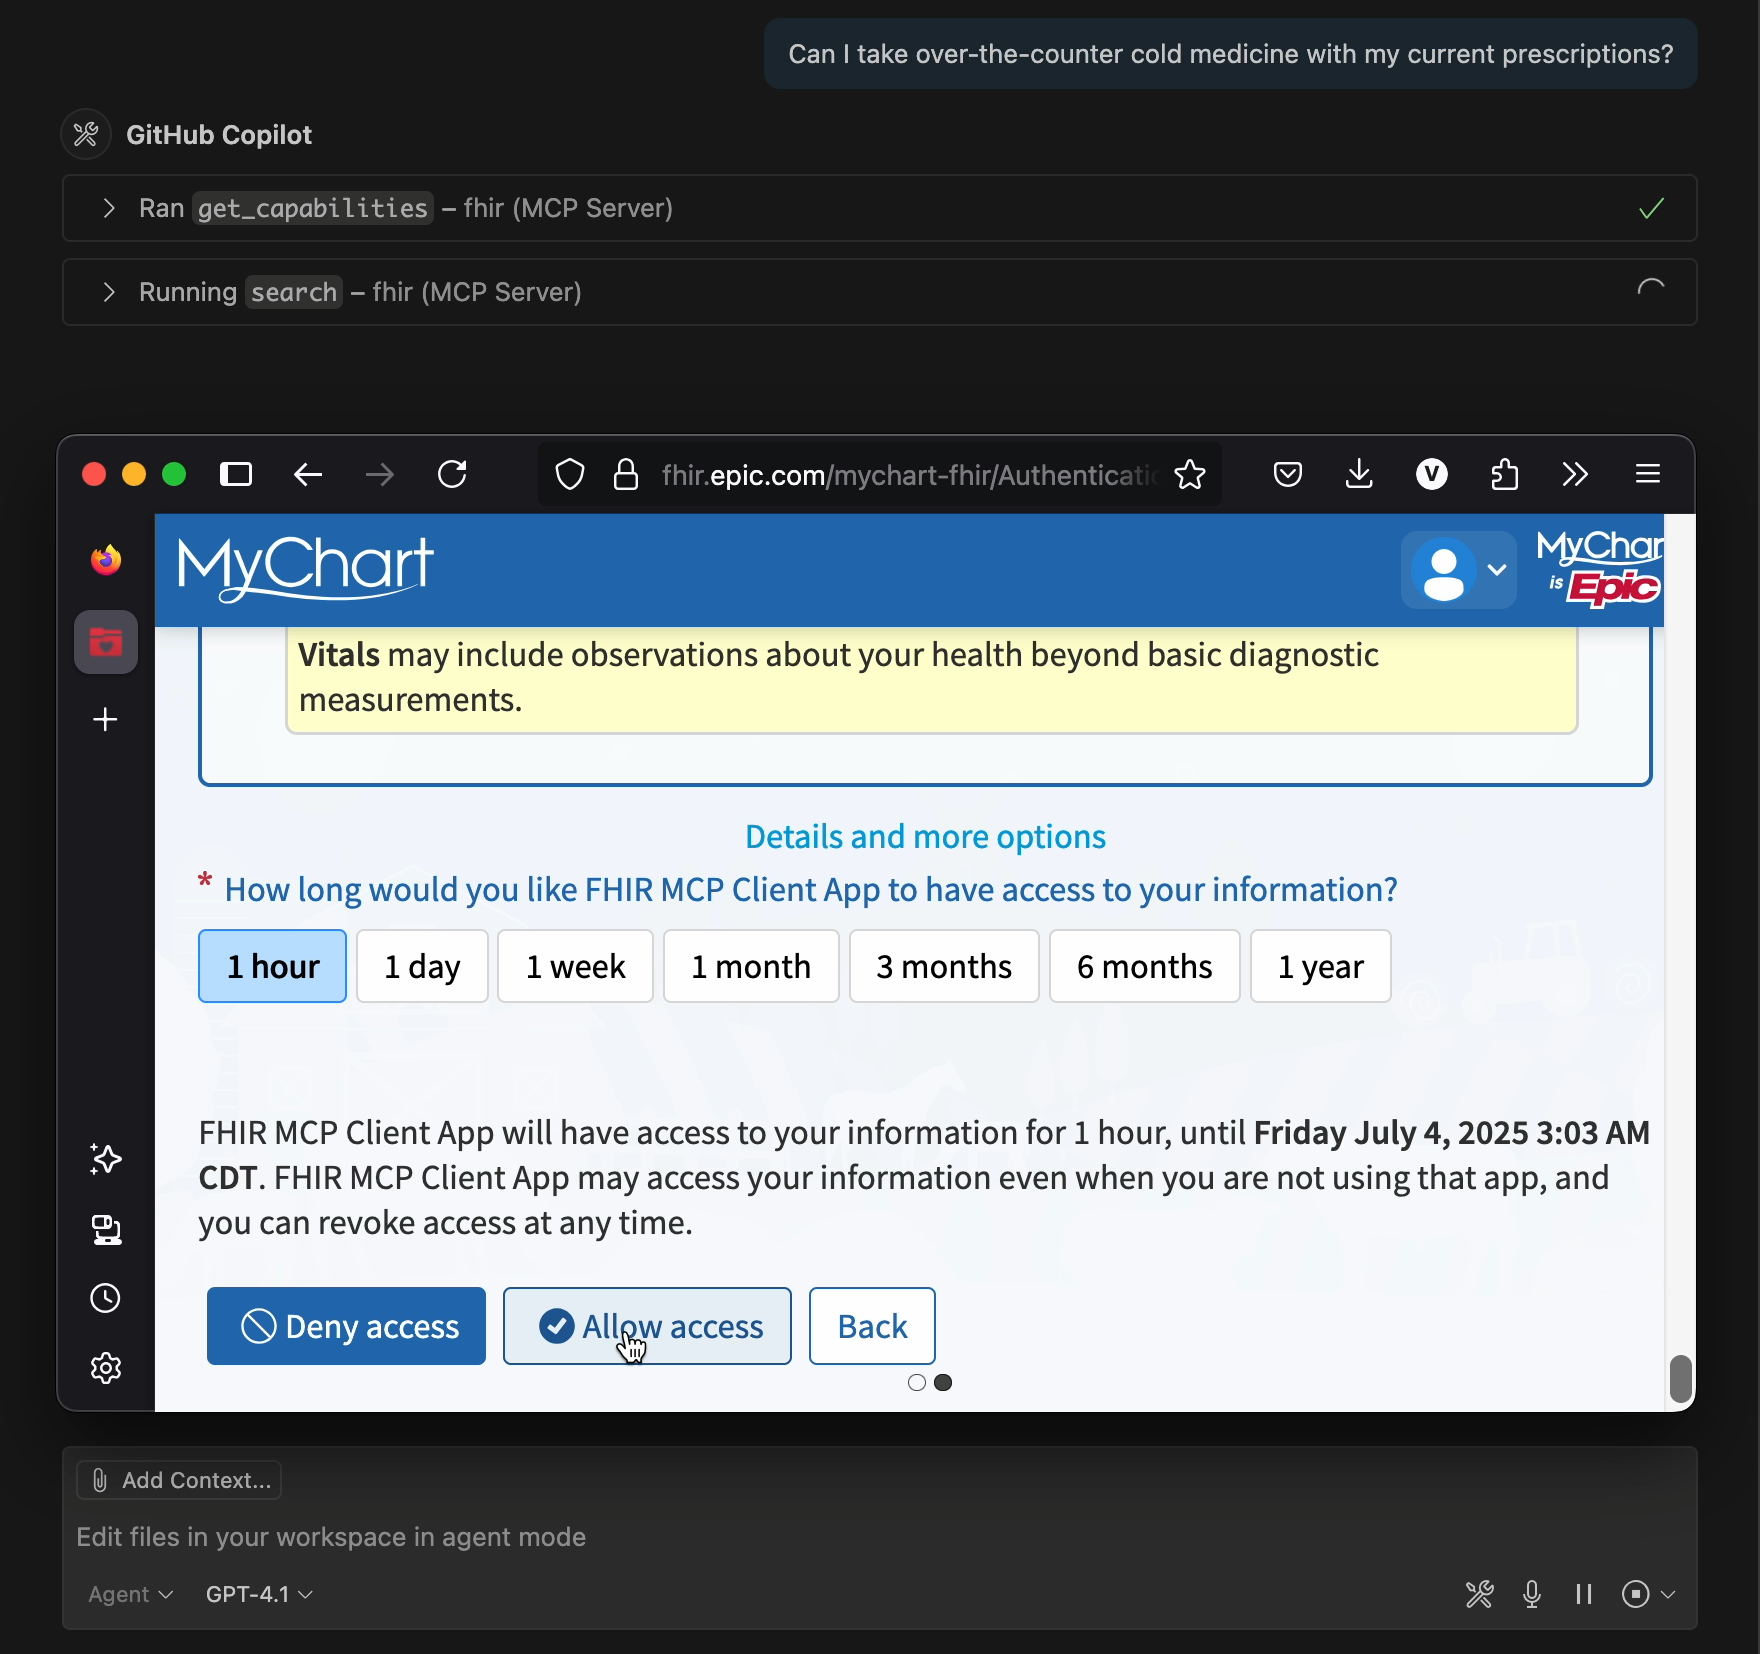 Can I take over-the-counter cold medicine with my current prescriptions?
GitHub Copilot
Ran get_capabilities – fhir (MCP Server)
Running search – fhir (MCP Server)
fhir.epic.com/mychart-fhir/Authenticatio
V
MyChart
MyChar
is Epic
Vitals may include observations about your health beyond basic diagnostic
measurements.
Details and more options
* How long would you like FHIR MCP Client App to have access to your information?
1 hour 1 day 1 week 1 month 3 months 6 months 1 year
FHIR MCP Client App will have access to your information for 1 hour, until Friday July 4, 2025 3:03 AM
CDT. FHIR MCP Client App may access your information even when you are not using that app, and
you can revoke access at any time.
Deny access Allow access Back
Add Context...
Edit files in your workspace in agent mode
Agent GPT-4.1